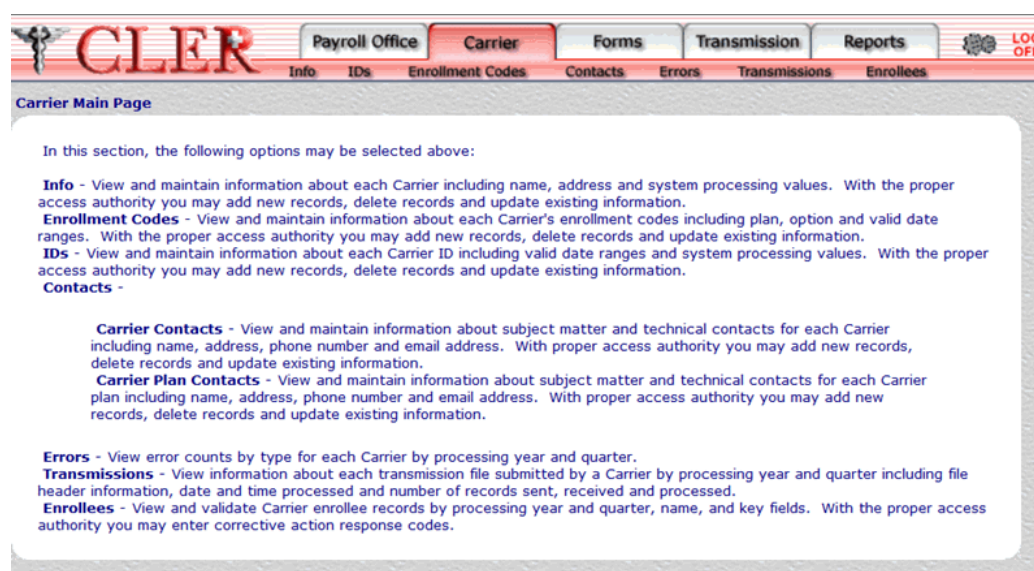 CLER
Payroll Office Carrier Forms Transmission Reports
Info IDs Enrollment Codes Contacts Errors Transmissions Enrollees
Carrier Main Page
In this section, the following options may be selected above:
Info - View and maintain information about each Carrier including name, address and system processing values. With the proper
access authority you may add new records, delete records and update existing information.
Enrollment Codes - View and maintain information about each Carrier's enrollment codes including plan, option and valid date
ranges. With the proper access authority you may add new records, delete records and update existing information.
IDs - View and maintain information about each Carrier ID including valid date ranges and system processing values. With the proper
access authority you may add new records, delete records and update existing information.
Contacts -
Carrier Contacts - View and maintain information about subject matter and technical contacts for each Carrier
including name, address, phone number and email address. With proper access authority you may add new records,
delete records and update existing information.
Carrier Plan Contacts - View and maintain information about subject matter and technical contacts for each Carrier
plan including name, address, phone number and email address. With proper access authority you may add new
records, delete records and update existing information.
Errors - View error counts by type for each Carrier by processing year and quarter.
Transmissions - View information about each transmission file submitted by a Carrier by processing year and quarter including file
header information, date and time processed and number of records sent, received and processed.
Enrollees - View and validate Carrier enrollee records by processing year and quarter, name, and key fields. With the proper access
authority you may enter corrective action response codes.